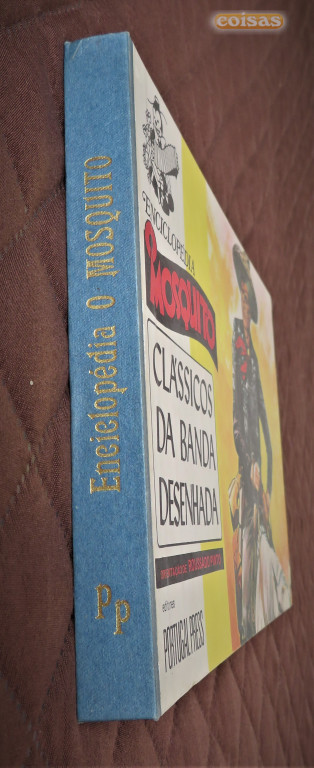 coisas
Enciclopédia O MOSQUITO
PP
ENCICLOPÉDIA
O MOSQUITO
CLÁSSICOS
DA BANDA
DESENHADA
edições
PORTUGAL PRESS